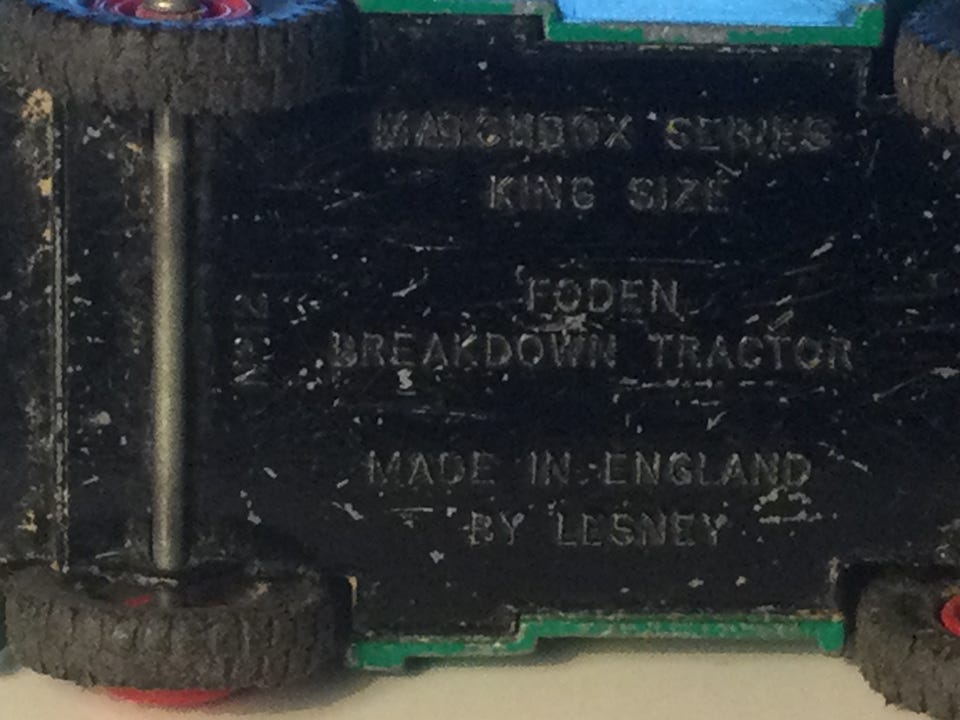 MATCHBOX SERIES
KING SIZE
FODEN
BREAKDOWN TRACTOR
MADE IN ENGLAND
BY LESNEY